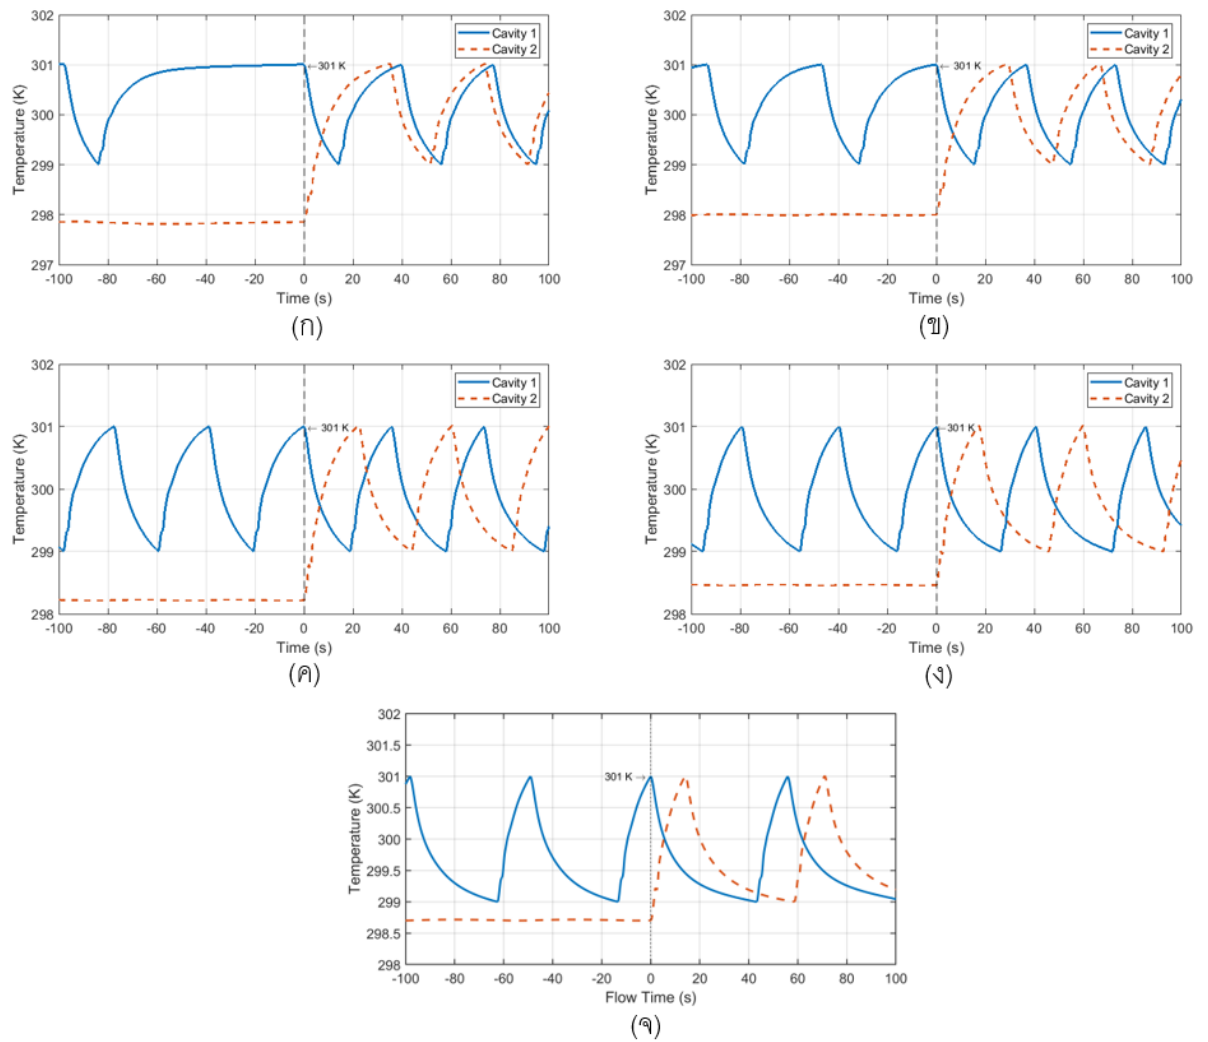 302
301
300
299
298
297
Temperature (K)
Cavity 1
Cavity 2
←301 K
-100 -80 -60 -40 -20 0 20 40 60 80 100
Time (s)
(ก)
302
301
300
299
298
297
Temperature (K)
Cavity 1
Cavity 2
←301 K
-100 -80 -60 -40 -20 0 20 40 60 80 100
Time (s)
(ข)
302
301
300
299
298
Temperature (K)
Cavity 1
Cavity 2
← 301 K
-100 -80 -60 -40 -20 0 20 40 60 80 100
Time (s)
(ค)
302
301
300
299
298
Temperature (K)
Cavity 1
Cavity 2
←301 K
-100 -80 -60 -40 -20 0 20 40 60 80 100
Time (s)
(ง)
302
301.5
301
300.5
300
299.5
299
298.5
298
Temperature (K)
301 K →
-100 -80 -60 -40 -20 0 20 40 60 80 100
Flow Time (s)
(จ)